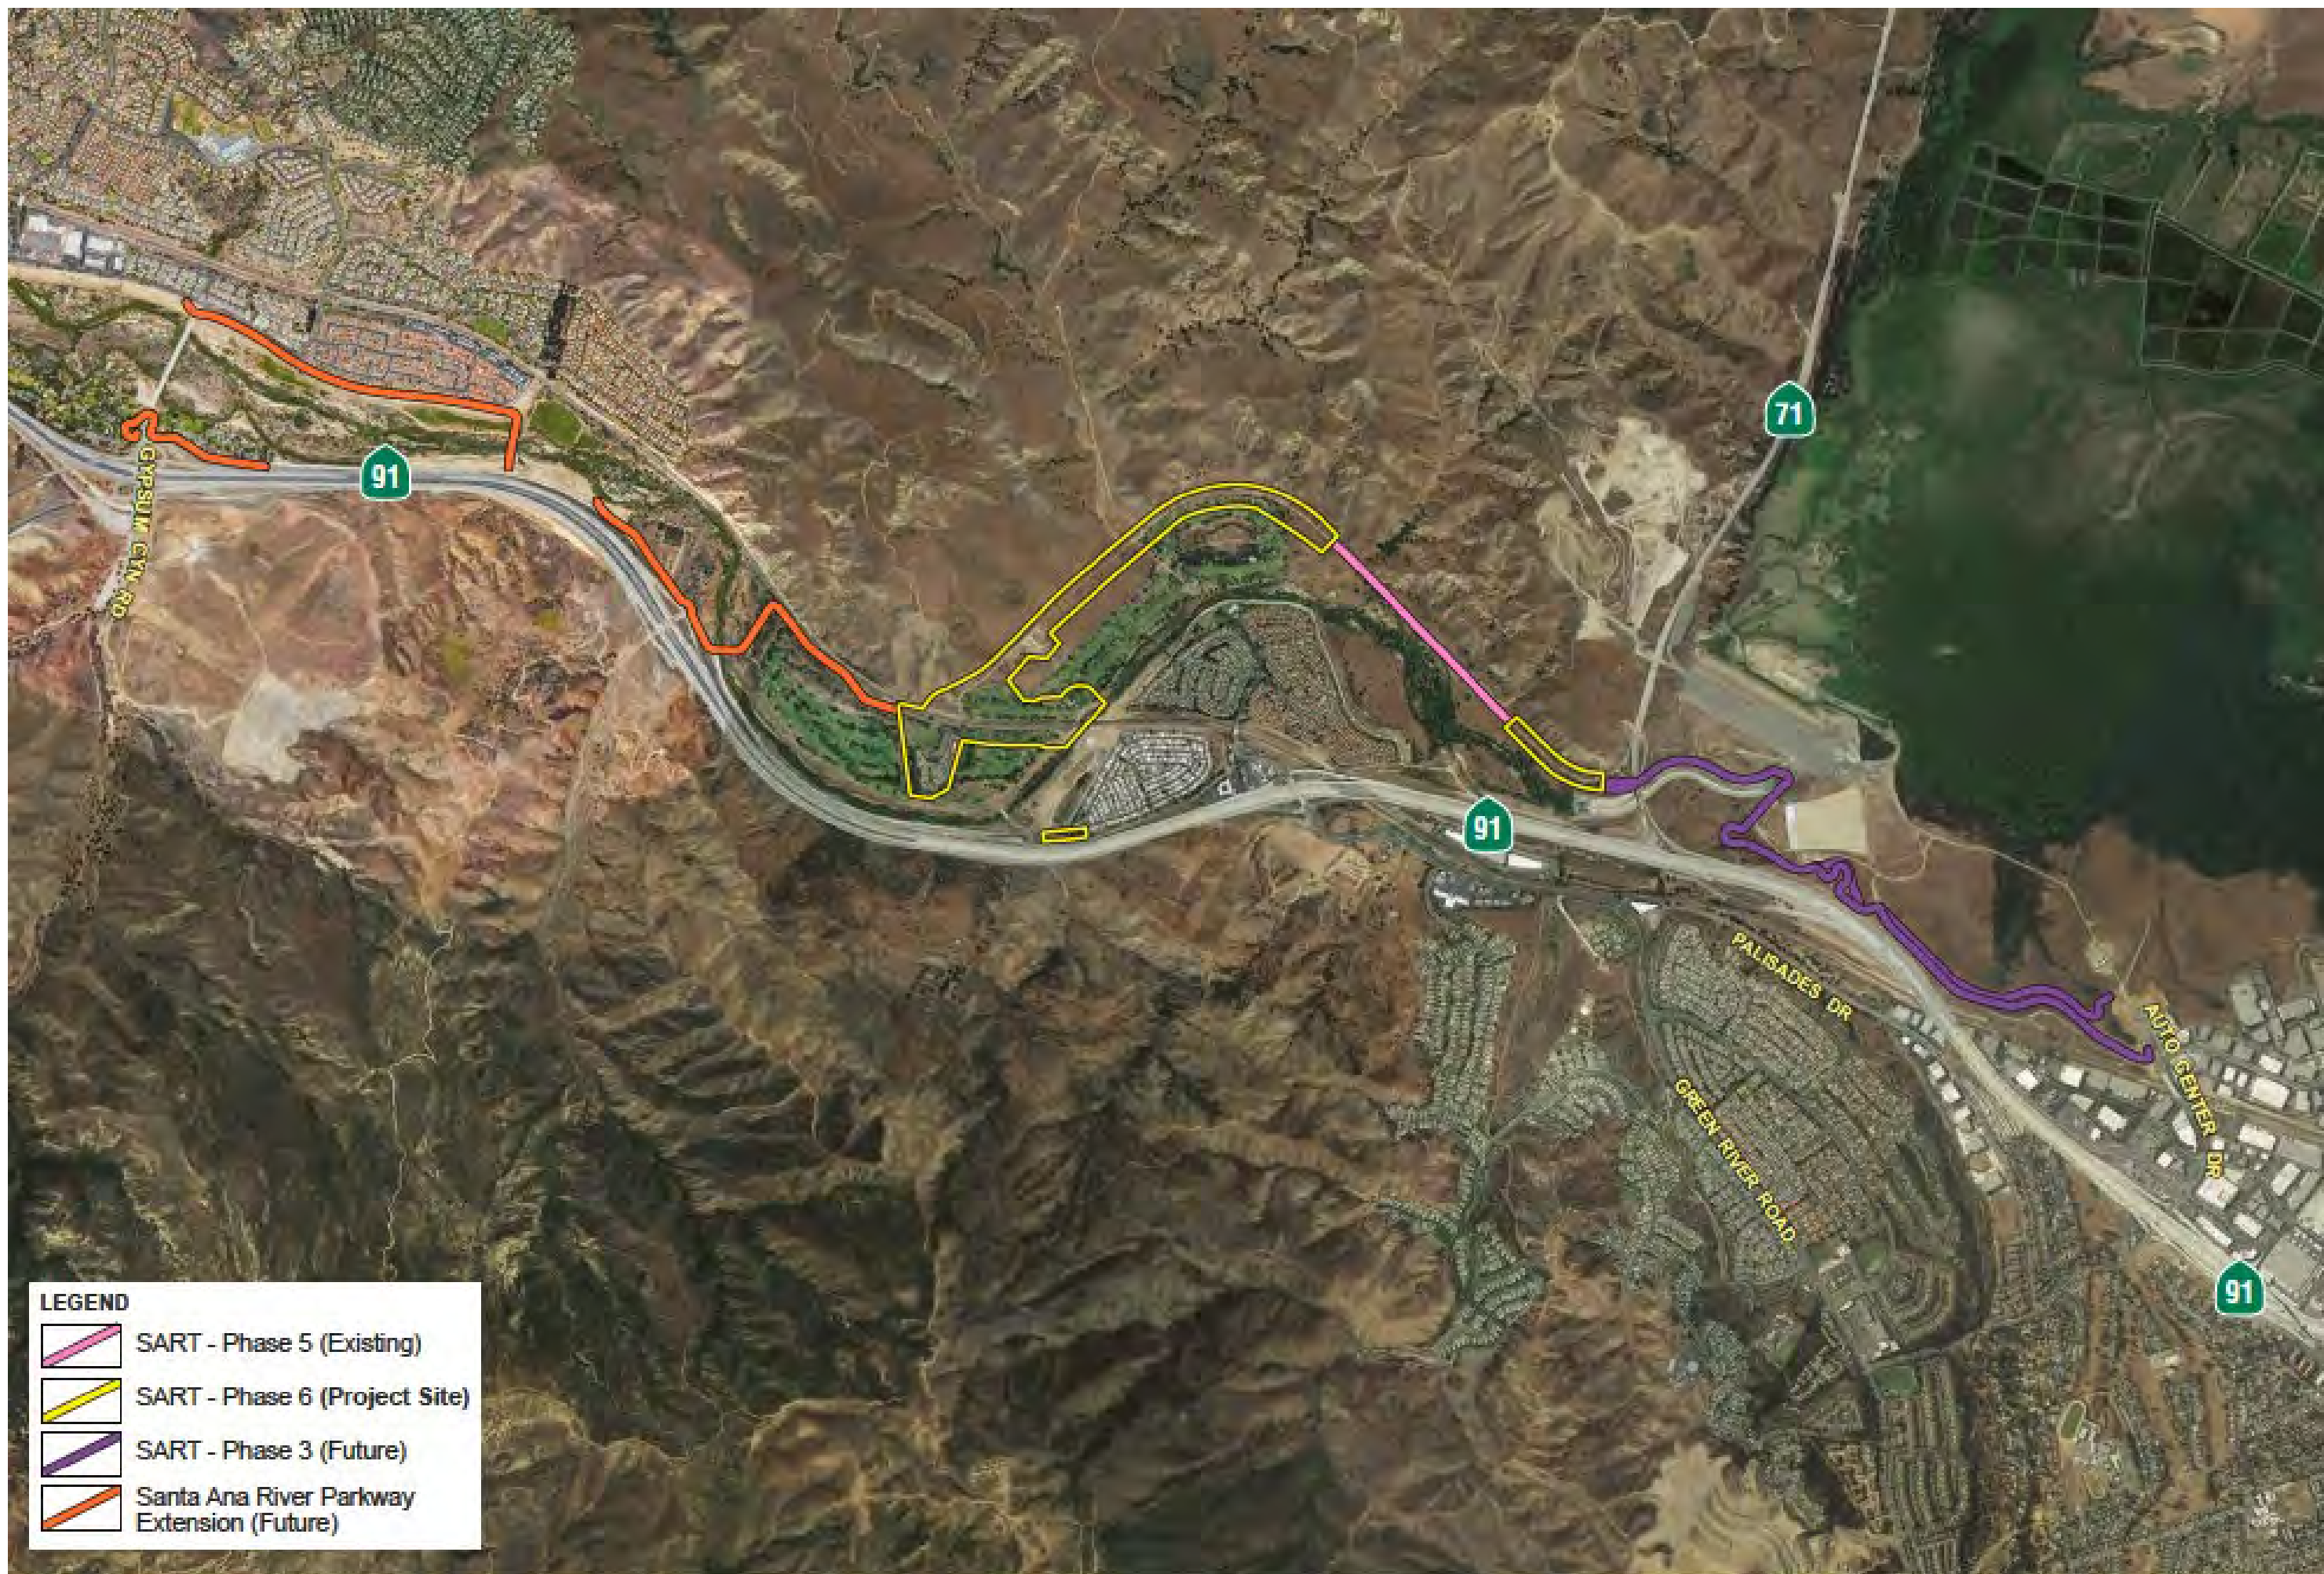 71
91
GYPSUM CYN RD
91
PALISADES DR
AUTO CENTER DR
GREEN RIVER ROAD
91
LEGEND
SART - Phase 5 (Existing)
SART - Phase 6 (Project Site)
SART - Phase 3 (Future)
Santa Ana River Parkway
Extension (Future)